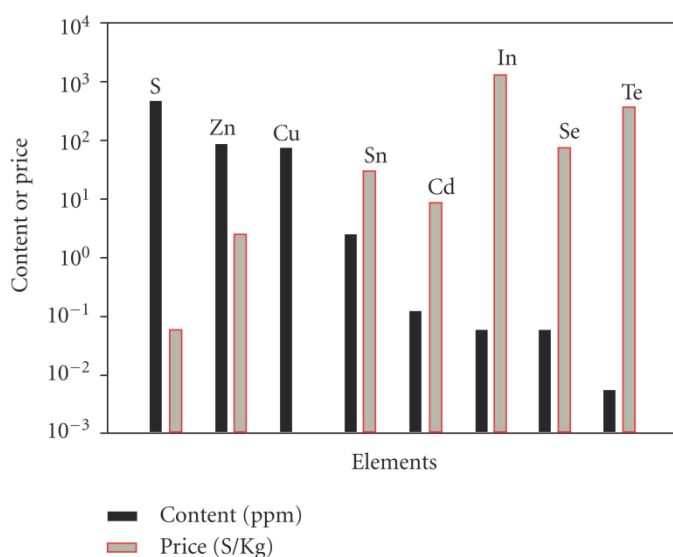 10⁴
10³
10²
10¹
10⁰
10⁻¹
10⁻²
10⁻³
Content or price
S
Zn
Cu
Sn
Cd
In
Se
Te
Elements
Content (ppm)
Price (S/Kg)